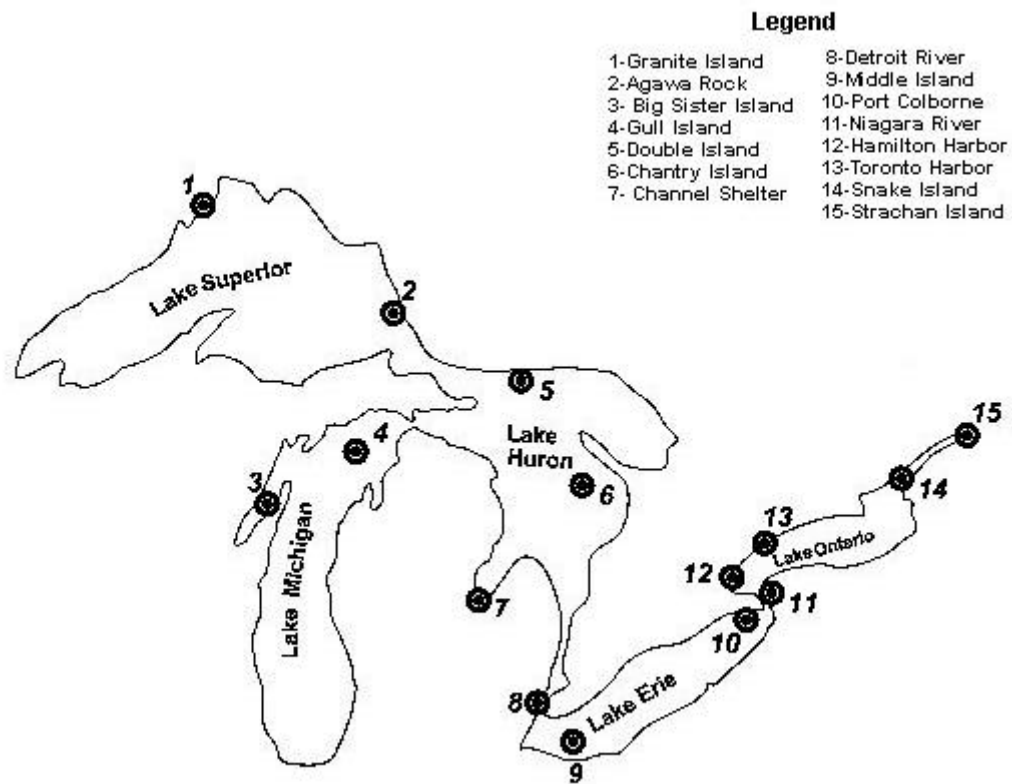 Legend
1-Granite Island
2-Agawa Rock
3- Big Sister Island
4-Gull Island
5-Double Island
6-Chantry Island
7- Channel Shelter
8-Detroit River
9-Middle Island
10-Port Colborne
11-Niagara River
12-Hamilton Harbor
13-Toronto Harbor
14-Snake Island
15-Strachan Island
1
Lake Superior
2
5
4
Lake
Huron
15
3
6
14
Lake Michigan
13
Lake Ontario
12
7
11
10
8
Lake Erie
9